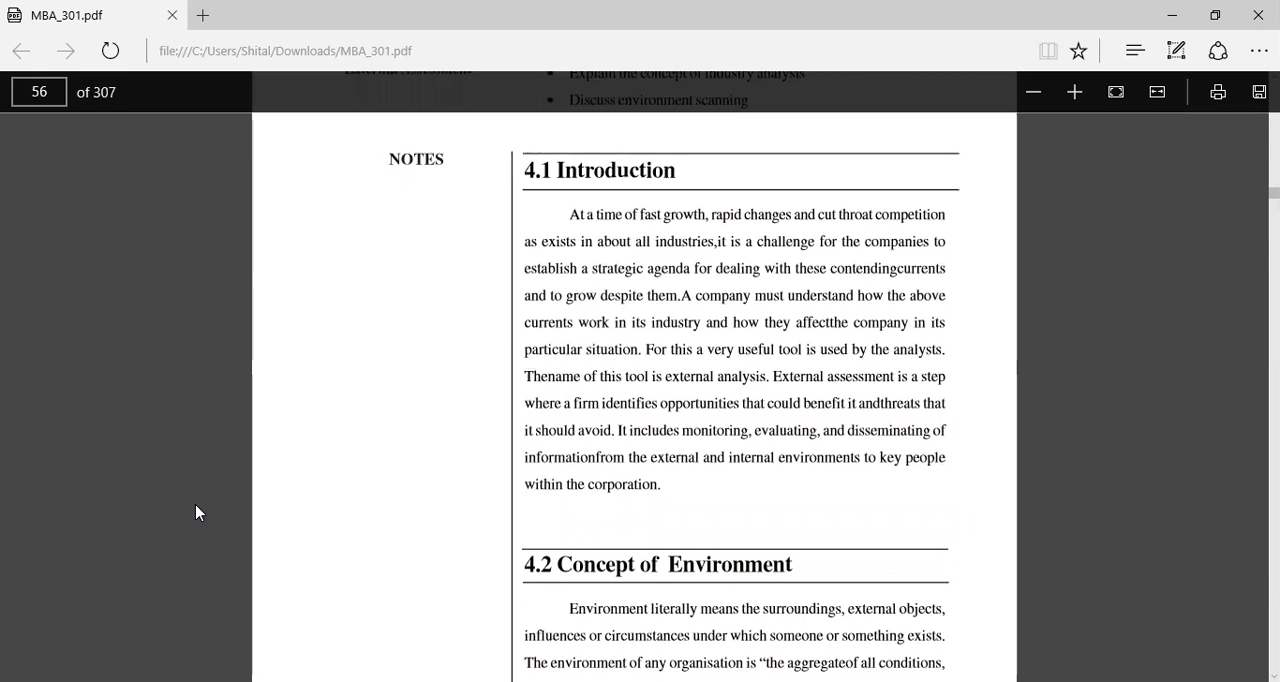 MBA_301.pdf
file:///C:/Users/Shital/Downloads/MBA_301.pdf
56 of 307
External Assessment
• Explain the concept of industry analysis
• Discuss environment scanning
NOTES
4.1 Introduction
At a time of fast growth, rapid changes and cut throat competition
as exists in about all industries,it is a challenge for the companies to
establish a strategic agenda for dealing with these contendingcurrents
and to grow despite them.A company must understand how the above
currents work in its industry and how they affectthe company in its
particular situation. For this a very useful tool is used by the analysts.
Thename of this tool is external analysis. External assessment is a step
where a firm identifies opportunities that could benefit it andthreats that
it should avoid. It includes monitoring, evaluating, and disseminating of
informationfrom the external and internal environments to key people
within the corporation.
4.2 Concept of Environment
Environment literally means the surroundings, external objects,
influences or circumstances under which someone or something exists.
The environment of any organisation is “the aggregateof all conditions,